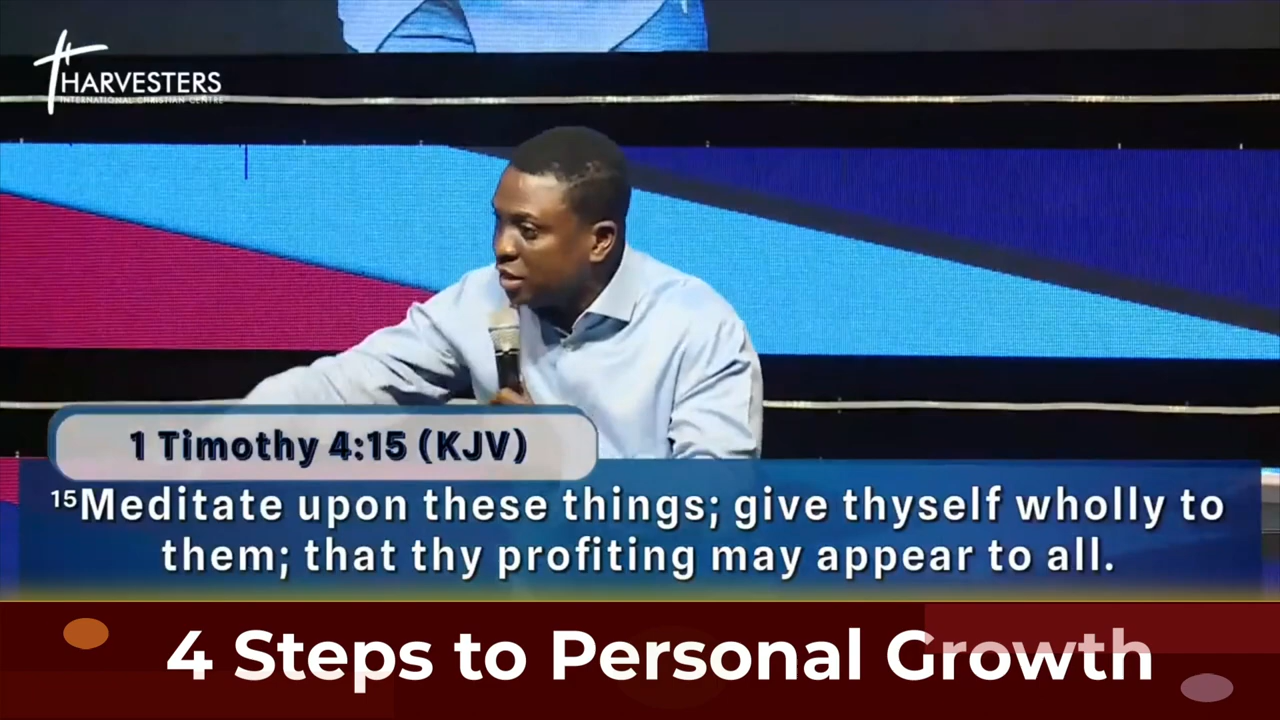 HARVESTERS
INTERNATIONAL CHRISTIAN CENTRE
1 Timothy 4:15 (KJV)
15Meditate upon these things; give thyself wholly to
them; that thy profiting may appear to all.
4 Steps to Personal Growth